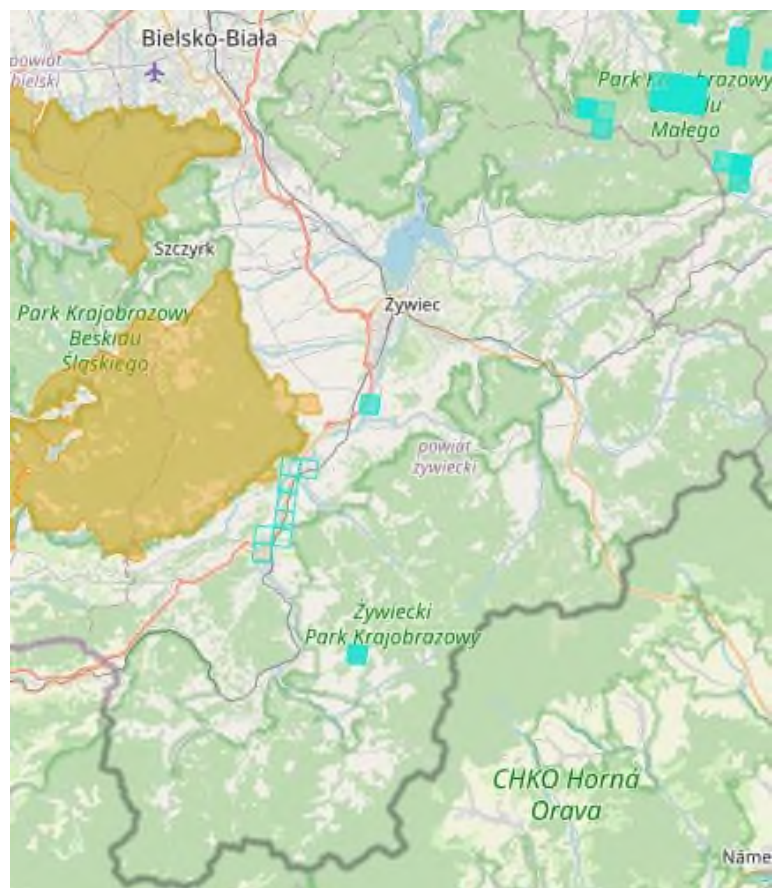 Bielsko-Biała
powiat
bielski
Park Krajobrazowy
Małego
Szczyrk
Żywiec
Park Krajobrazowy
Beskidu
Śląskiego
powiat
żywiecki
Żywiecki
Park Krajobrazowy
CHKO Horná
Orava
Náme